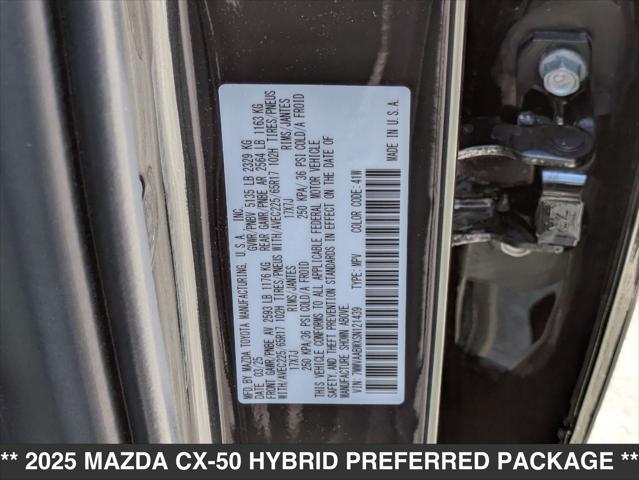 MFD.BY MAZDA TOYOTA MANUFACTURING, U.S.A., INC.
DATE 03/25 GVWR/PNBV 5135 LB 2329 KG
FRONT GAWR/PNBE AV 2593 LB 1176 KG REAR GAWR/PNBE AR 2564 LB 1163 KG
WITH/AVEC225/65R17 102H TIRES/PNEUS WITH/AVEC225/65R17 102H TIRES/PNEUS
17X7J RIMS/JANTES 17X7J RIMS/JANTES
250 KPA/36 PSI COLD/A FROID 250 KPA/ 36 PSI COLD/A FROID
THIS VEHICLE CONFORMS TO ALL APPLICABLE FEDERAL MOTOR VEHICLE
SAFETY, AND THEFT PREVENTION STANDARDS IN EFFECT ON THE DATE OF
MANUFACTURE SHOWN ABOVE.
VIN: 7MMVAABWXSN121439 TYPE: MPV COLOR CODE: 41W
MADE IN U.S.A.
** 2025 MAZDA CX-50 HYBRID PREFERRED PACKAGE **